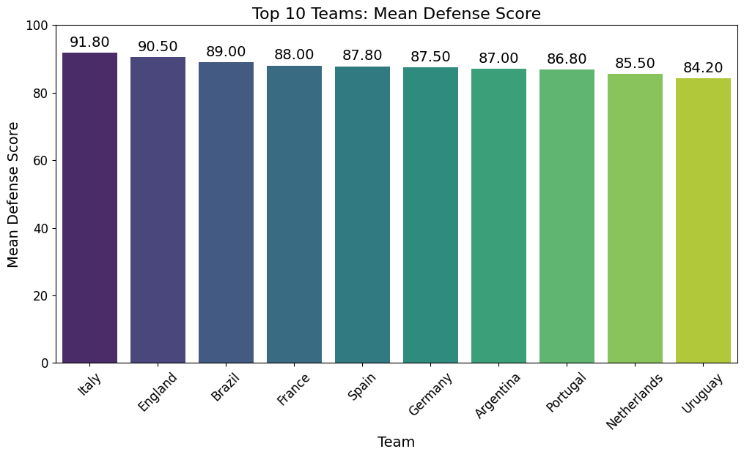 Top 10 Teams: Mean Defense Score
Mean Defense Score
100
80
60
40
20
0
91.80 90.50 89.00 88.00 87.80 87.50 87.00 86.80 85.50 84.20
Italy England Brazil France Spain Germany Argentina Portugal Netherlands Uruguay
Team